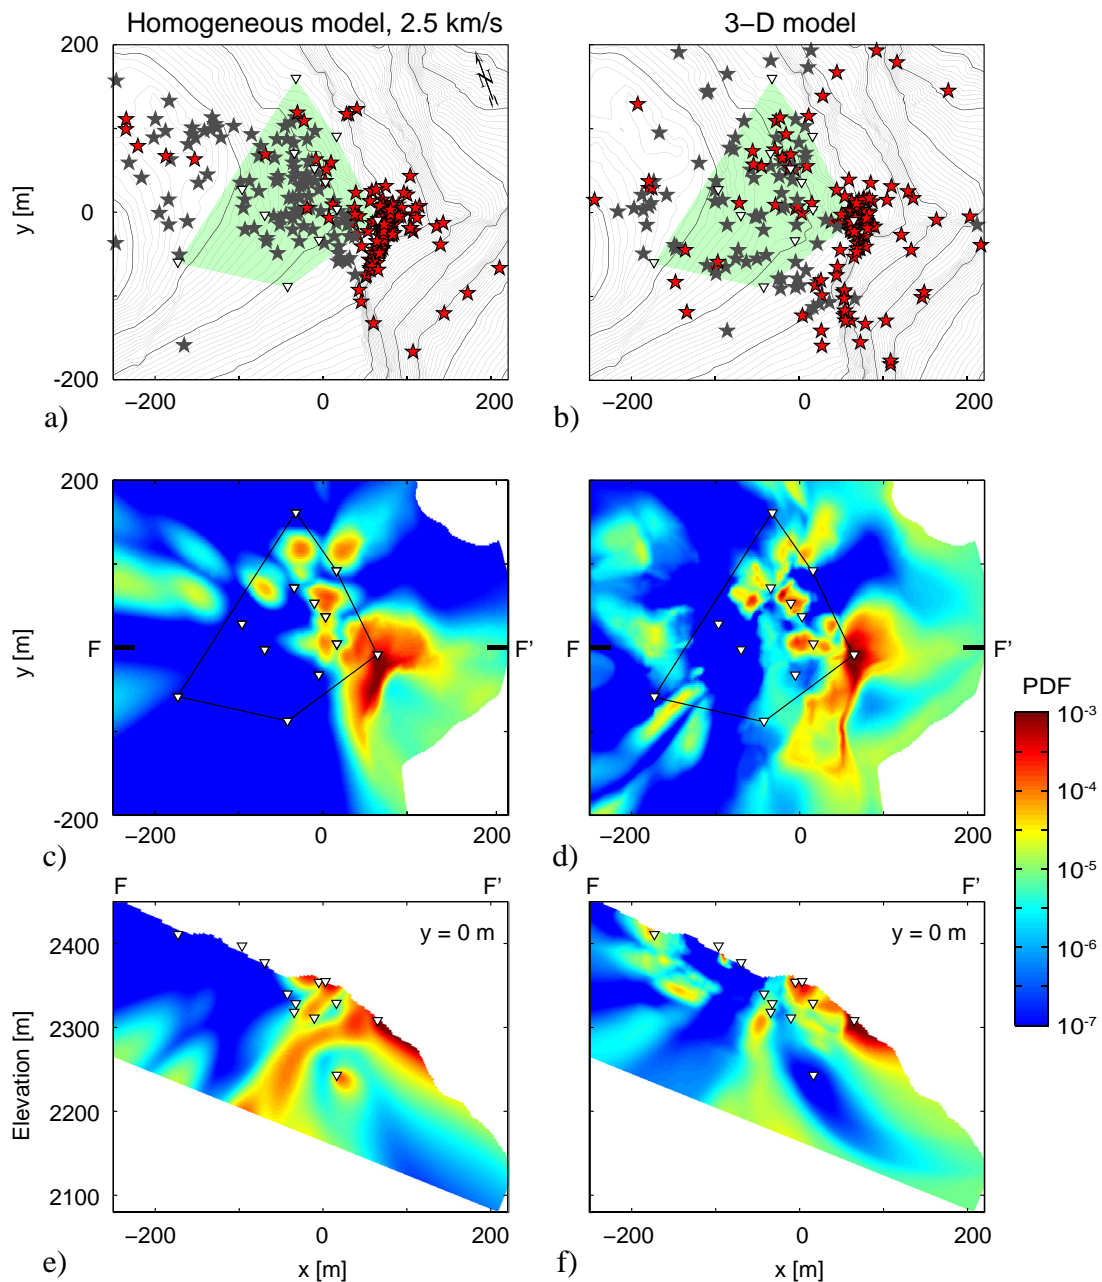 Homogeneous model, 2.5 km/s
3−D model
200
0
-200
y [m]
−200
0
200
−200
0
200
N
a)
b)
200
F
0
F'
-200
y [m]
−200
0
200
−200
0
200
c)
d)
PDF
10-3
10-4
10-5
10-6
10-7
F
F'
F
F'
y = 0 m
y = 0 m
2400
2300
2200
2100
Elevation [m]
−200
0
200
−200
0
200
e)
x [m]
f)
x [m]